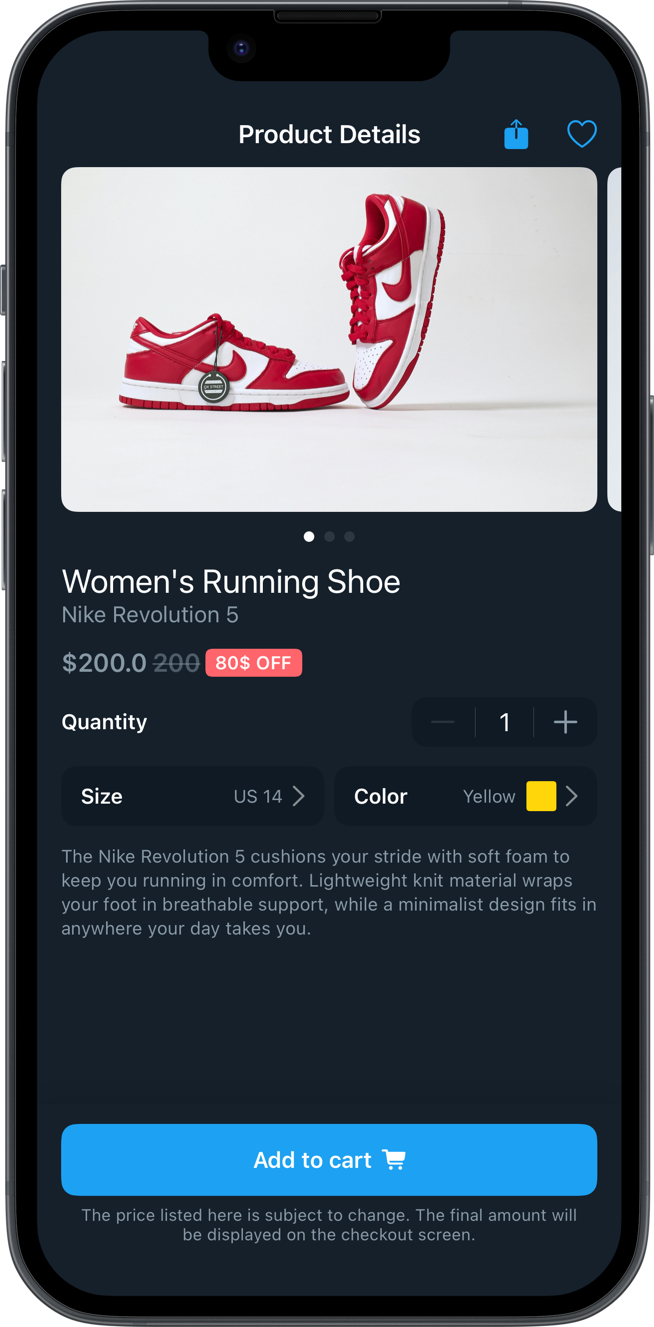 Product Details
Women's Running Shoe
Nike Revolution 5
$200.0 200 80$ OFF
Quantity 1
Size US 14 Color Yellow
The Nike Revolution 5 cushions your stride with soft foam to
keep you running in comfort. Lightweight knit material wraps
your foot in breathable support, while a minimalist design fits in
anywhere your day takes you.
Add to cart
The price listed here is subject to change. The final amount will
be displayed on the checkout screen.